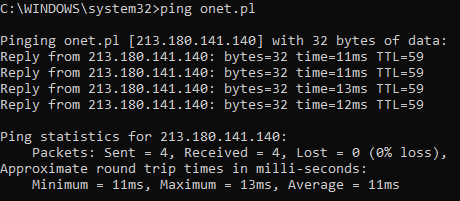 C:\WINDOWS\system32>ping onet.pl
Pinging onet.pl [213.180.141.140] with 32 bytes of data:
Reply from 213.180.141.140: bytes=32 time=11ms TTL=59
Reply from 213.180.141.140: bytes=32 time=11ms TTL=59
Reply from 213.180.141.140: bytes=32 time=13ms TTL=59
Reply from 213.180.141.140: bytes=32 time=12ms TTL=59
Ping statistics for 213.180.141.140:
    Packets: Sent = 4, Received = 4, Lost = 0 (0% loss),
Approximate round trip times in milli-seconds:
    Minimum = 11ms, Maximum = 13ms, Average = 11ms